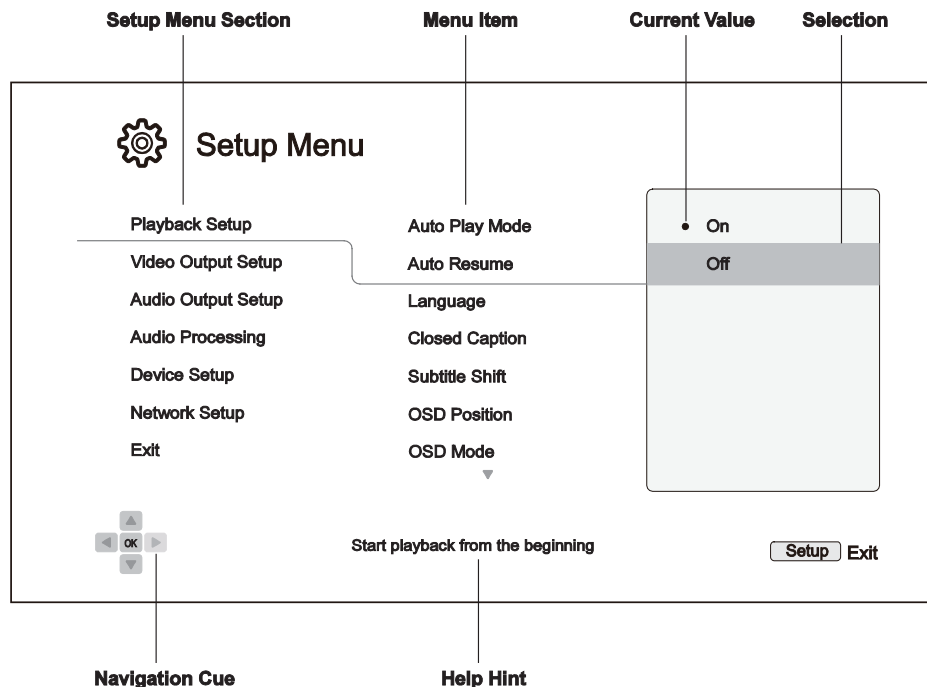 Setup Menu Section
Menu Item
Current Value
Selection
Setup Menu
Playback Setup
Video Output Setup
Audio Output Setup
Audio Processing
Device Setup
Network Setup
Exit
Auto Play Mode
Auto Resume
Language
Closed Caption
Subtitle Shift
OSD Position
OSD Mode
On
Off
OK
Start playback from the beginning
Setup Exit
Navigation Cue
Help Hint